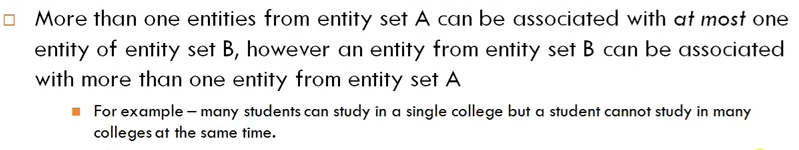 More than one entities from entity set A can be associated with at most one
entity of entity set B, however an entity from entity set B can be associated
with more than one entity from entity set A
For example – many students can study in a single college but a student cannot study in many
colleges at the same time.